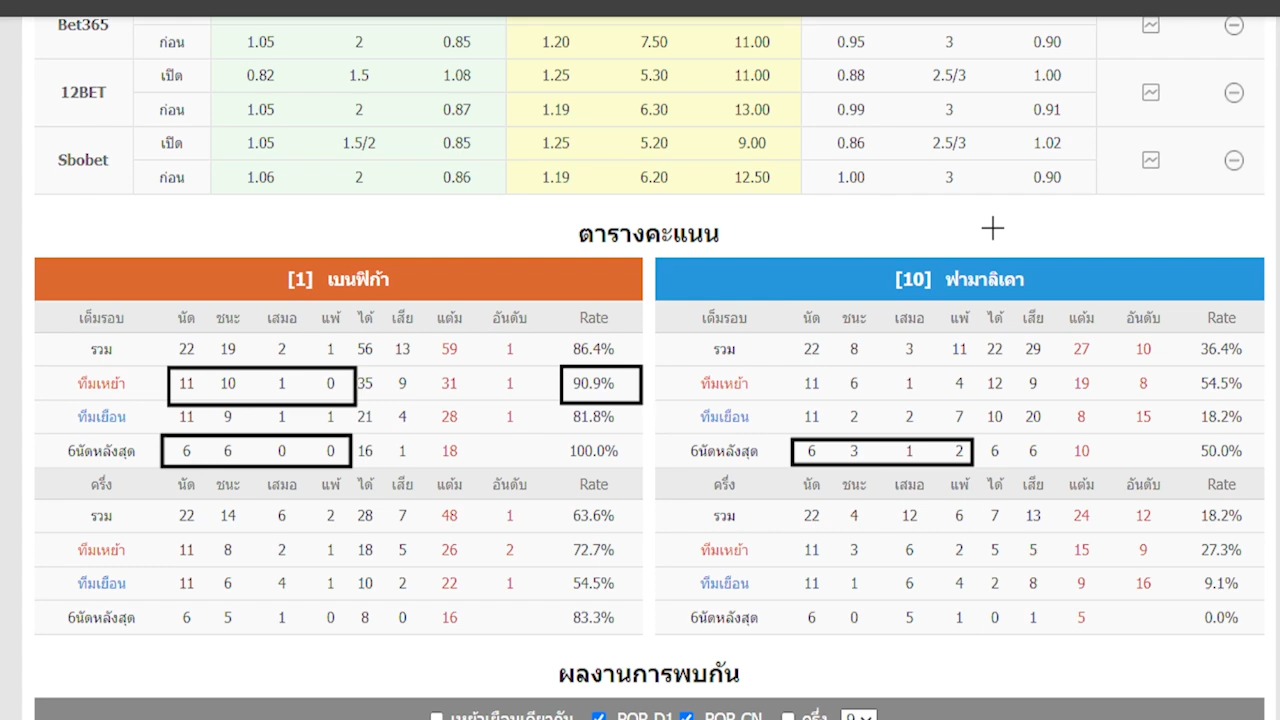 Bet365
ก่อน 1.05 2 0.85 1.20 7.50 11.00 0.95 3 0.90
12BET
เปิด 0.82 1.5 1.08 1.25 5.30 11.00 0.88 2.5/3 1.00
ก่อน 1.05 2 0.87 1.19 6.30 13.00 0.99 3 0.91
Sbobet
เปิด 1.05 1.5/2 0.85 1.25 5.20 9.00 0.86 2.5/3 1.02
ก่อน 1.06 2 0.86 1.19 6.20 12.50 1.00 3 0.90
ตารางคะแนน
[1] เบนฟิก้า
เต็มรอบ นัด ชนะ เสมอ แพ้ ได้ เสีย แต้ม อันดับ Rate
รวม 22 19 2 1 56 13 59 1 86.4%
ทีมเหย้า 11 10 1 0 35 9 31 1 90.9%
ทีมเยือน 11 9 1 1 21 4 28 1 81.8%
6นัดหลังสุด 6 6 0 0 16 1 18 100.0%
ครึ่ง นัด ชนะ เสมอ แพ้ ได้ เสีย แต้ม อันดับ Rate
รวม 22 14 6 2 28 7 48 1 63.6%
ทีมเหย้า 11 8 2 1 18 5 26 2 72.7%
ทีมเยือน 11 6 4 1 10 2 22 1 54.5%
6นัดหลังสุด 6 5 1 0 8 0 16 83.3%
[10] ฟามาลิเคา
เต็มรอบ นัด ชนะ เสมอ แพ้ ได้ เสีย แต้ม อันดับ Rate
รวม 22 8 3 11 22 29 27 10 36.4%
ทีมเหย้า 11 6 1 4 12 9 19 8 54.5%
ทีมเยือน 11 2 2 7 10 20 8 15 18.2%
6นัดหลังสุด 6 3 1 2 6 6 10 50.0%
ครึ่ง นัด ชนะ เสมอ แพ้ ได้ เสีย แต้ม อันดับ Rate
รวม 22 4 12 6 7 13 24 12 18.2%
ทีมเหย้า 11 3 6 2 5 5 15 9 27.3%
ทีมเยือน 11 1 6 4 2 8 9 16 9.1%
6นัดหลังสุด 6 0 5 1 0 1 5 0.0%
ผลงานการพบกัน
เหย้าเยือนเดียวกัน POR D1 POR CN ครึ่ง 9